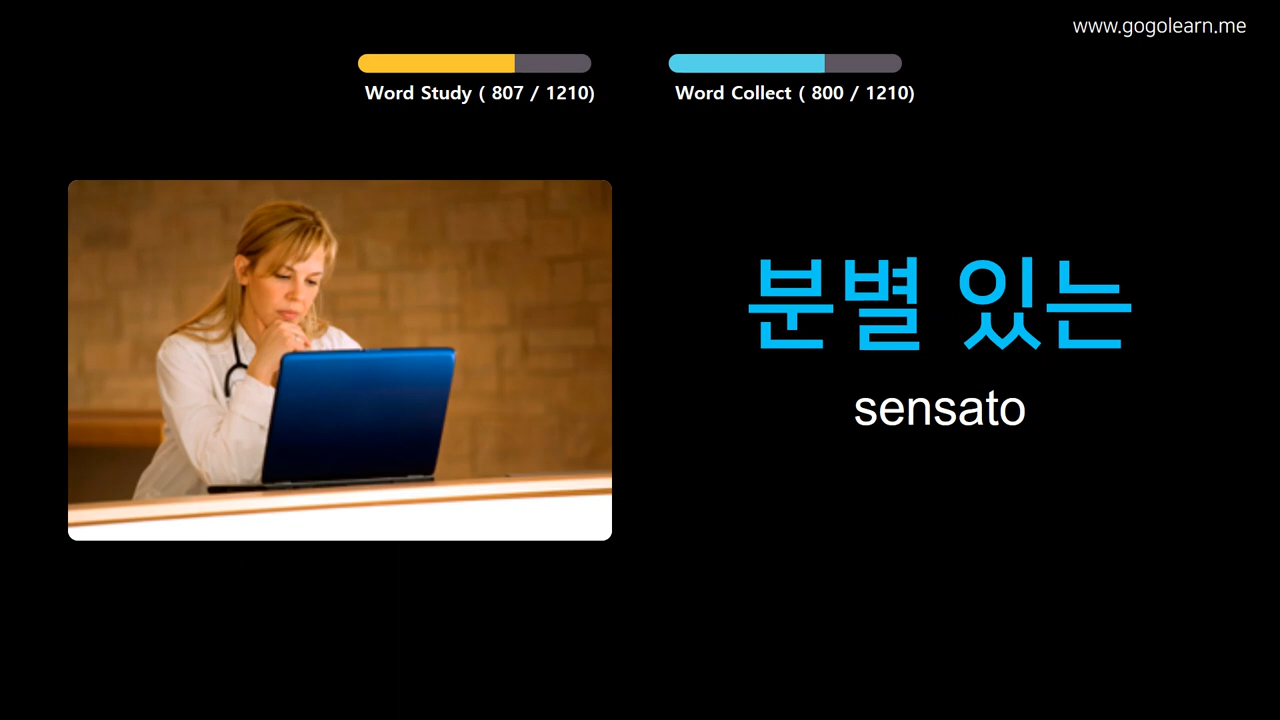 www.gogolearn.me
Word Study ( 807 / 1210)
Word Collect ( 800 / 1210)
분별 있는
sensato